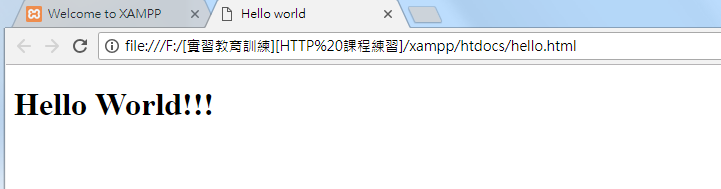 Welcome to XAMPP
Hello world
file:///F:/[實習教育訓練][HTTP%20課程練習]/xampp/htdocs/hello.html
Hello World!!!